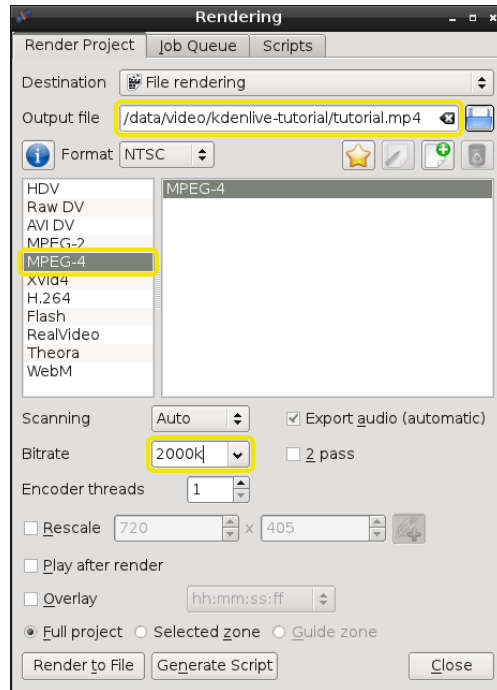 Rendering
Render Project Job Queue Scripts
Destination File rendering
Output file /data/video/kdenlive-tutorial/tutorial.mp4
Format NTSC
HDV MPEG-4
Raw DV
AVI DV
MPEG-2
MPEG-4
XVid4
H.264
Flash
RealVideo
Theora
WebM
Scanning Auto Export audio (automatic)
Bitrate 2000k 2 pass
Encoder threads 1
Rescale 720 x 405
Play after render
Overlay hh:mm:ss:ff
Full project Selected zone Guide zone
Render to File Generate Script Close